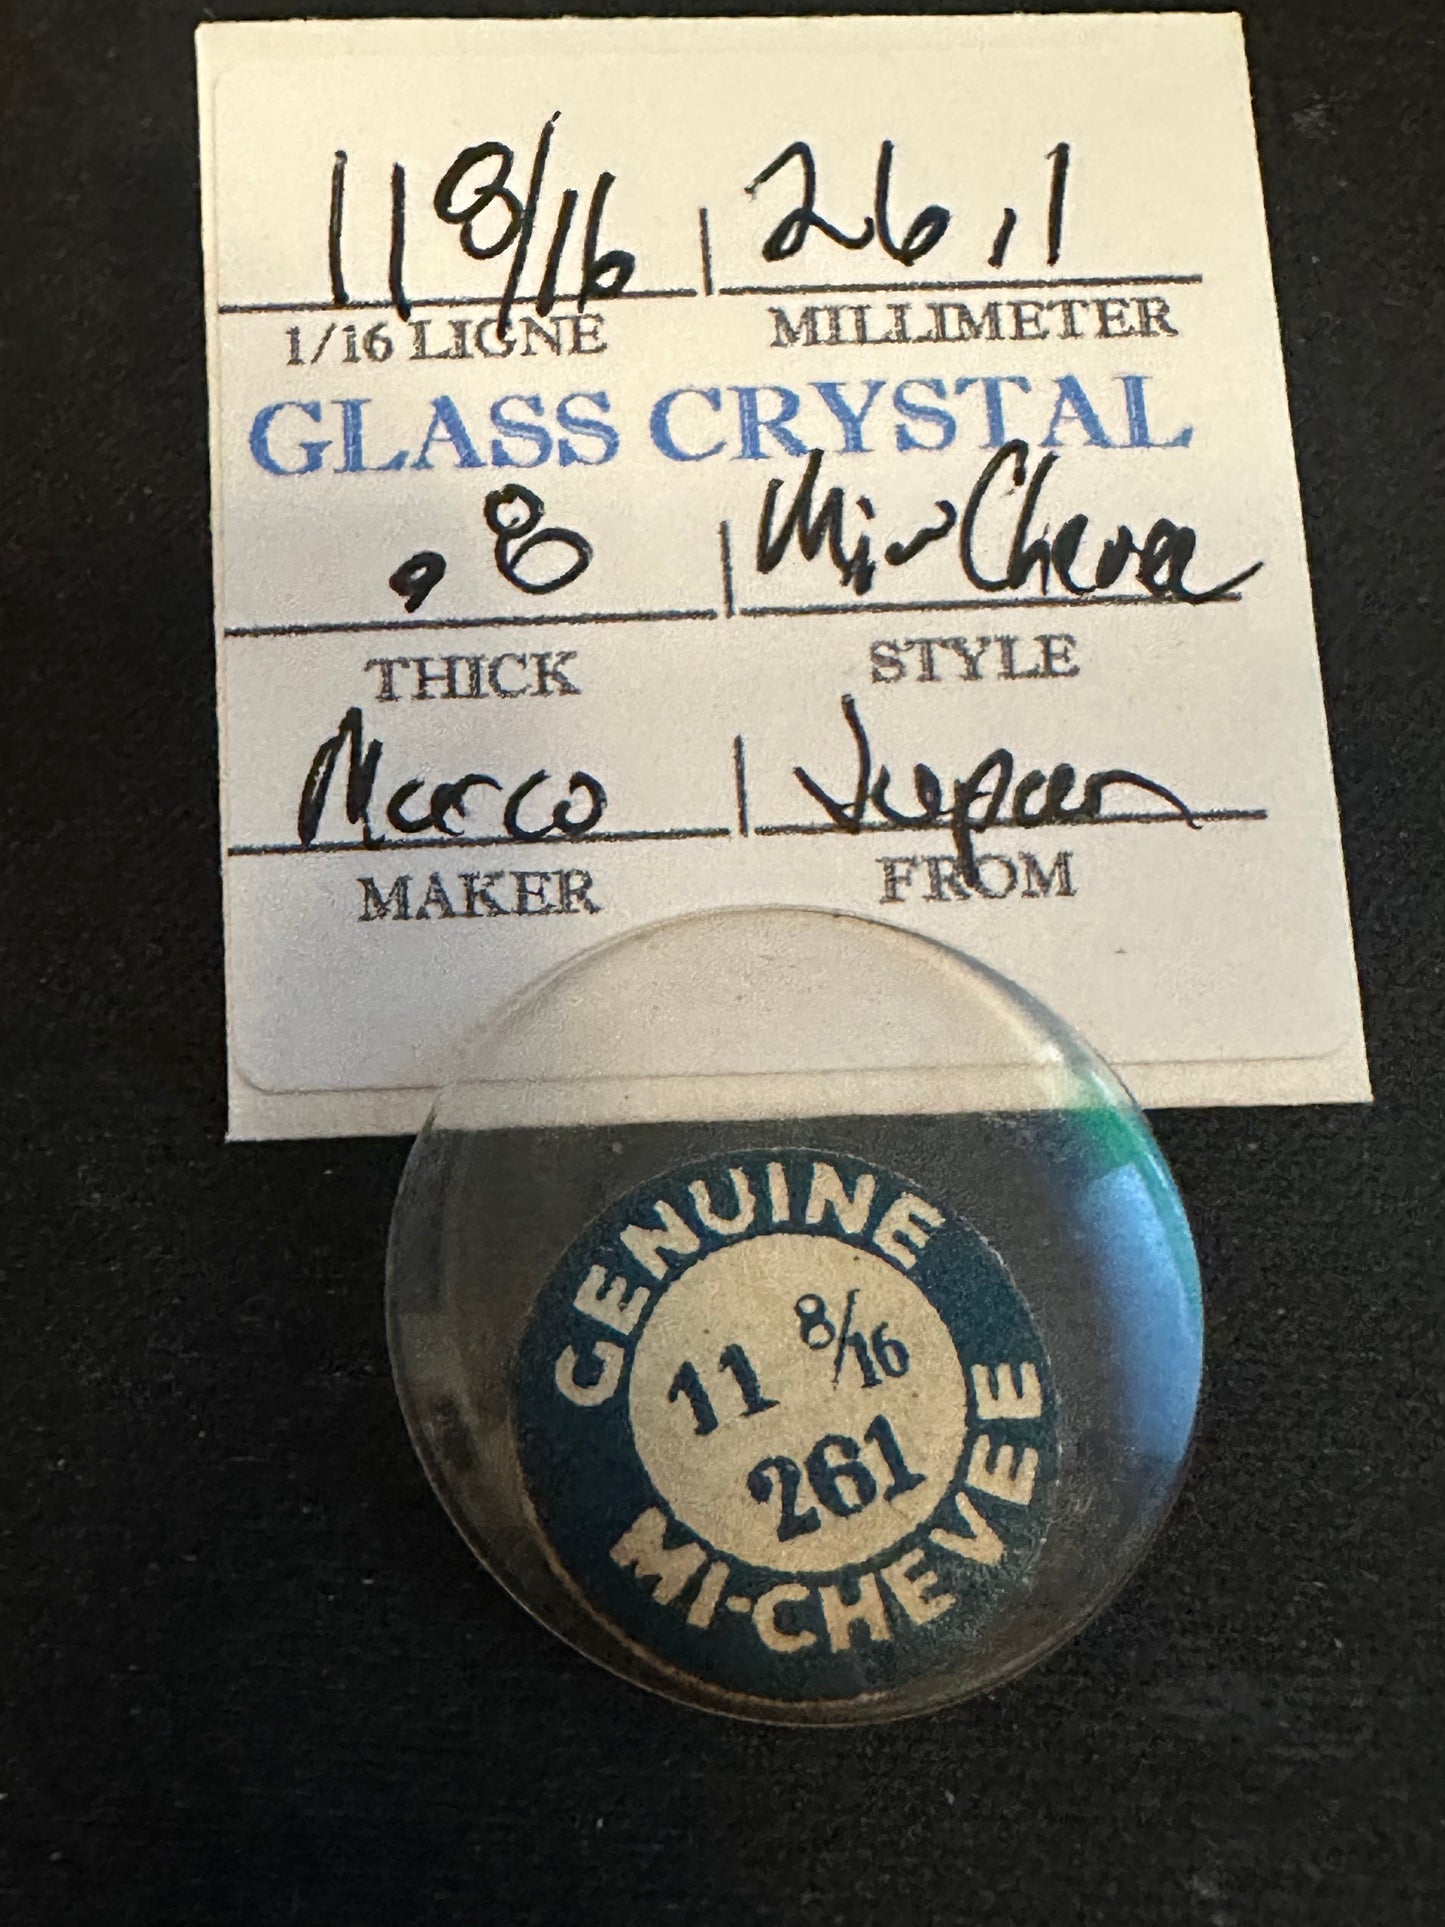 11 8/16 26.1
1/16 LIGNE MILLIMETER
GLASS CRYSTAL
.8 Mi-Chevee
THICK STYLE
Marco Japan
MAKER FROM
GENUINE
11 8/16
261
MI-CHEVEE